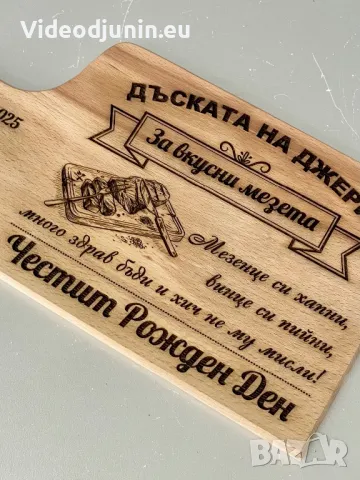 Videodjunin.eu
025
ДЪСКАТА НА ДЖЕР
За вкусни мезета
Мезенце си хапни,
винце си пийни,
много здрав бъди и хич не му мисли!
Честит Рожден Ден
BAZAR